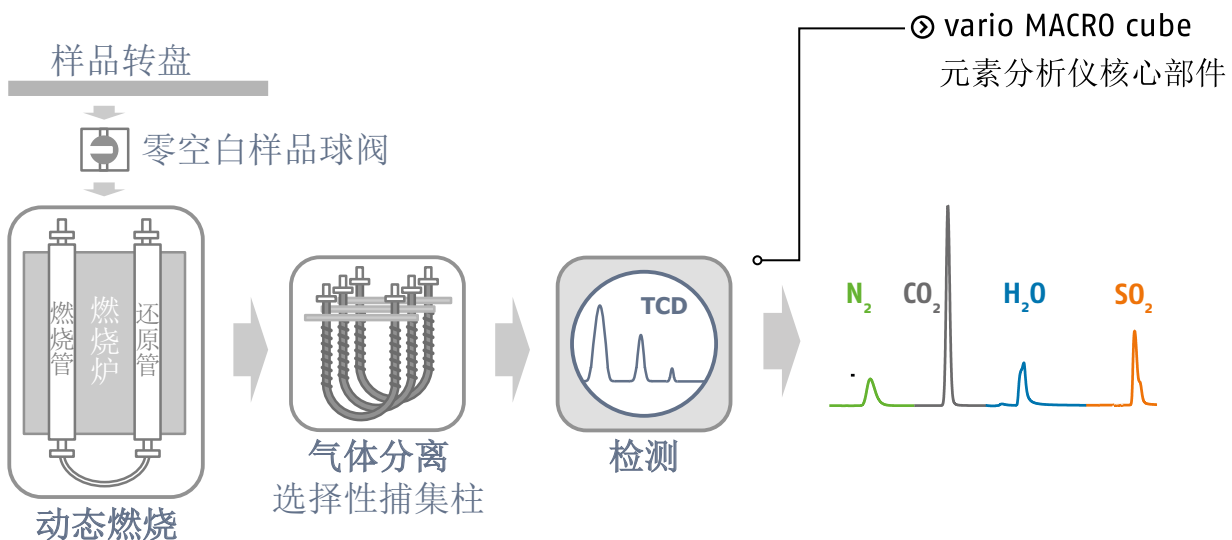 vario MACRO cube
元素分析仪核心部件
样品转盘
零空白样品球阀
燃烧管
燃烧炉
还原管
动态燃烧
气体分离
选择性捕集柱
TCD
检测
N₂
CO₂
H₂O
SO₂